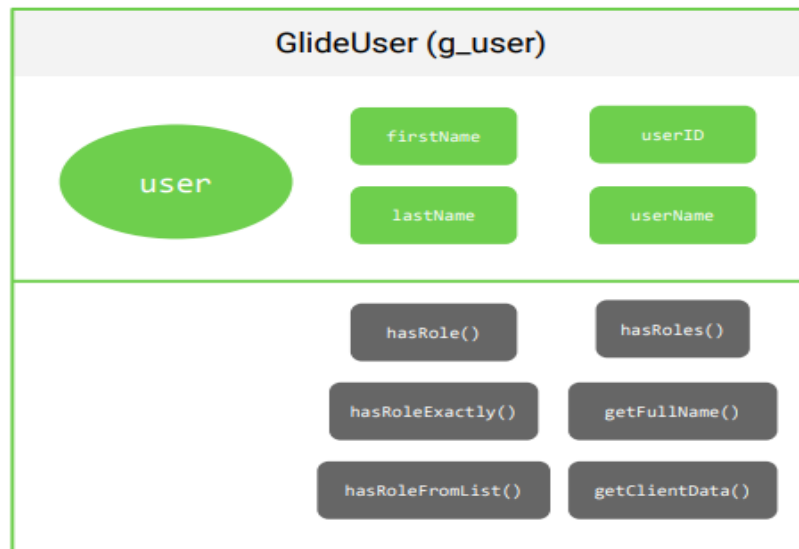 GlideUser (g_user)
user
firstName
userID
lastName
userName
hasRole()
hasRoles()
hasRoleExactly()
getFullName()
hasRoleFromList()
getClientData()